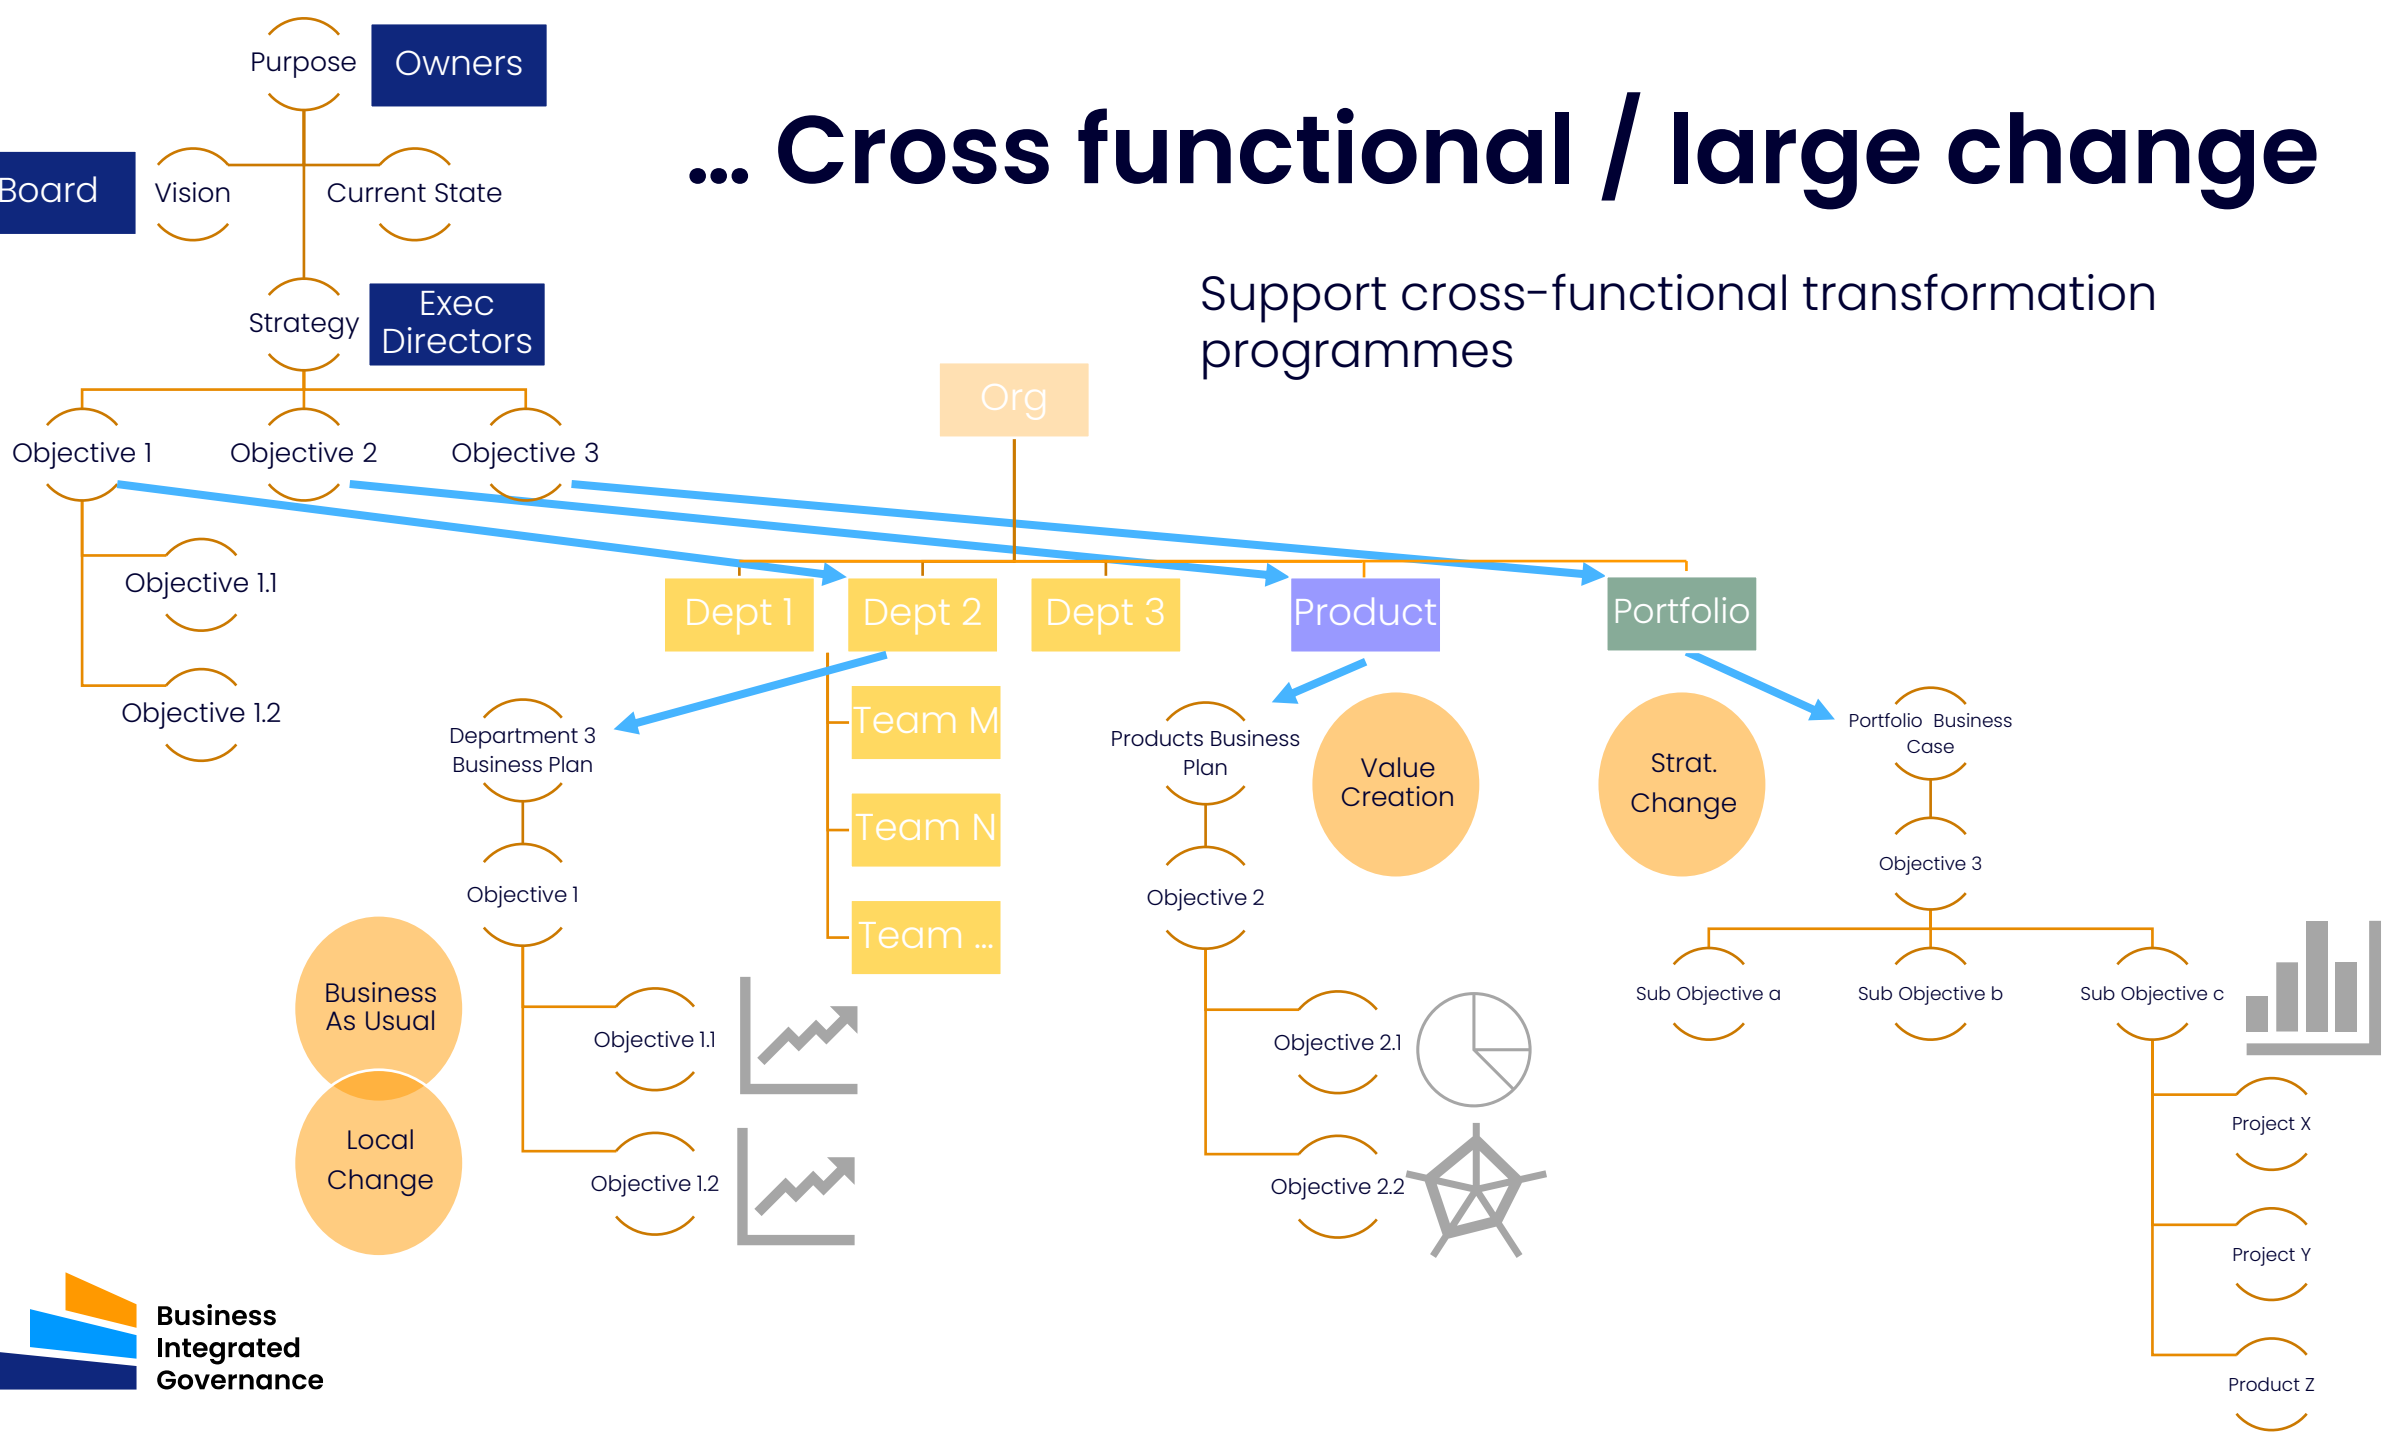 Purpose
Owners
... Cross functional / large change
Board
Vision
Current State
Support cross-functional transformation
programmes
Strategy
Exec
Directors
Org
Objective 1
Objective 2
Objective 3
Objective 1.1
Objective 1.2
Dept 1
Dept 2
Dept 3
Product
Portfolio
Team M
Team N
Team ...
Department 3
Business Plan
Objective 1
Business
As Usual
Local
Change
Objective 1.1
Objective 1.2
Products Business
Plan
Value
Creation
Objective 2
Objective 2.1
Objective 2.2
Strat.
Change
Portfolio Business
Case
Objective 3
Sub Objective a
Sub Objective b
Sub Objective c
Project X
Project Y
Product Z
Business
Integrated
Governance